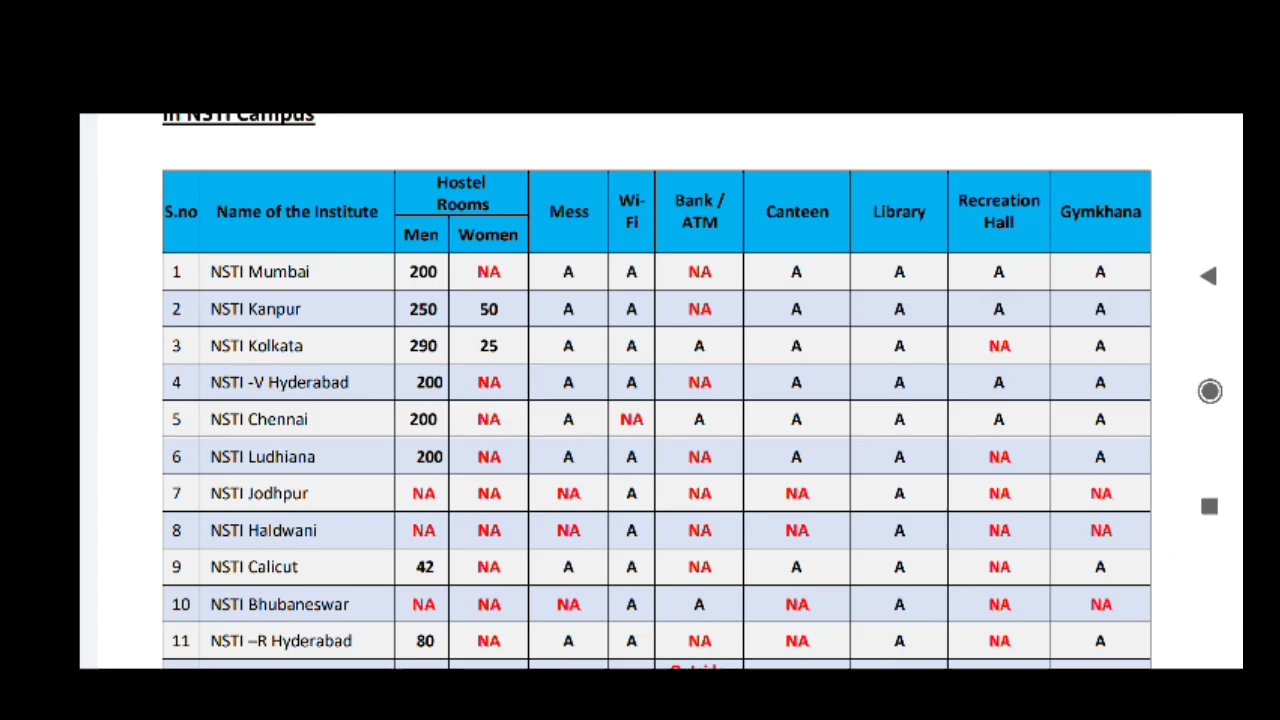 in NSTI Campus
S.no Name of the Institute Hostel Rooms Mess Wi-Fi Bank / ATM Canteen Library Recreation Hall Gymkhana
Men Women
1 NSTI Mumbai 200 NA A A NA A A A A
2 NSTI Kanpur 250 50 A A NA A A A A
3 NSTI Kolkata 290 25 A A A A A NA A
4 NSTI -V Hyderabad 200 NA A A NA A A A A
5 NSTI Chennai 200 NA A NA A A A A A
6 NSTI Ludhiana 200 NA A A NA A A NA A
7 NSTI Jodhpur NA NA NA A NA NA A NA NA
8 NSTI Haldwani NA NA NA A NA NA A NA NA
9 NSTI Calicut 42 NA A A NA A A NA A
10 NSTI Bhubaneswar NA NA NA A A NA A NA NA
11 NSTI –R Hyderabad 80 NA A A NA NA A NA A